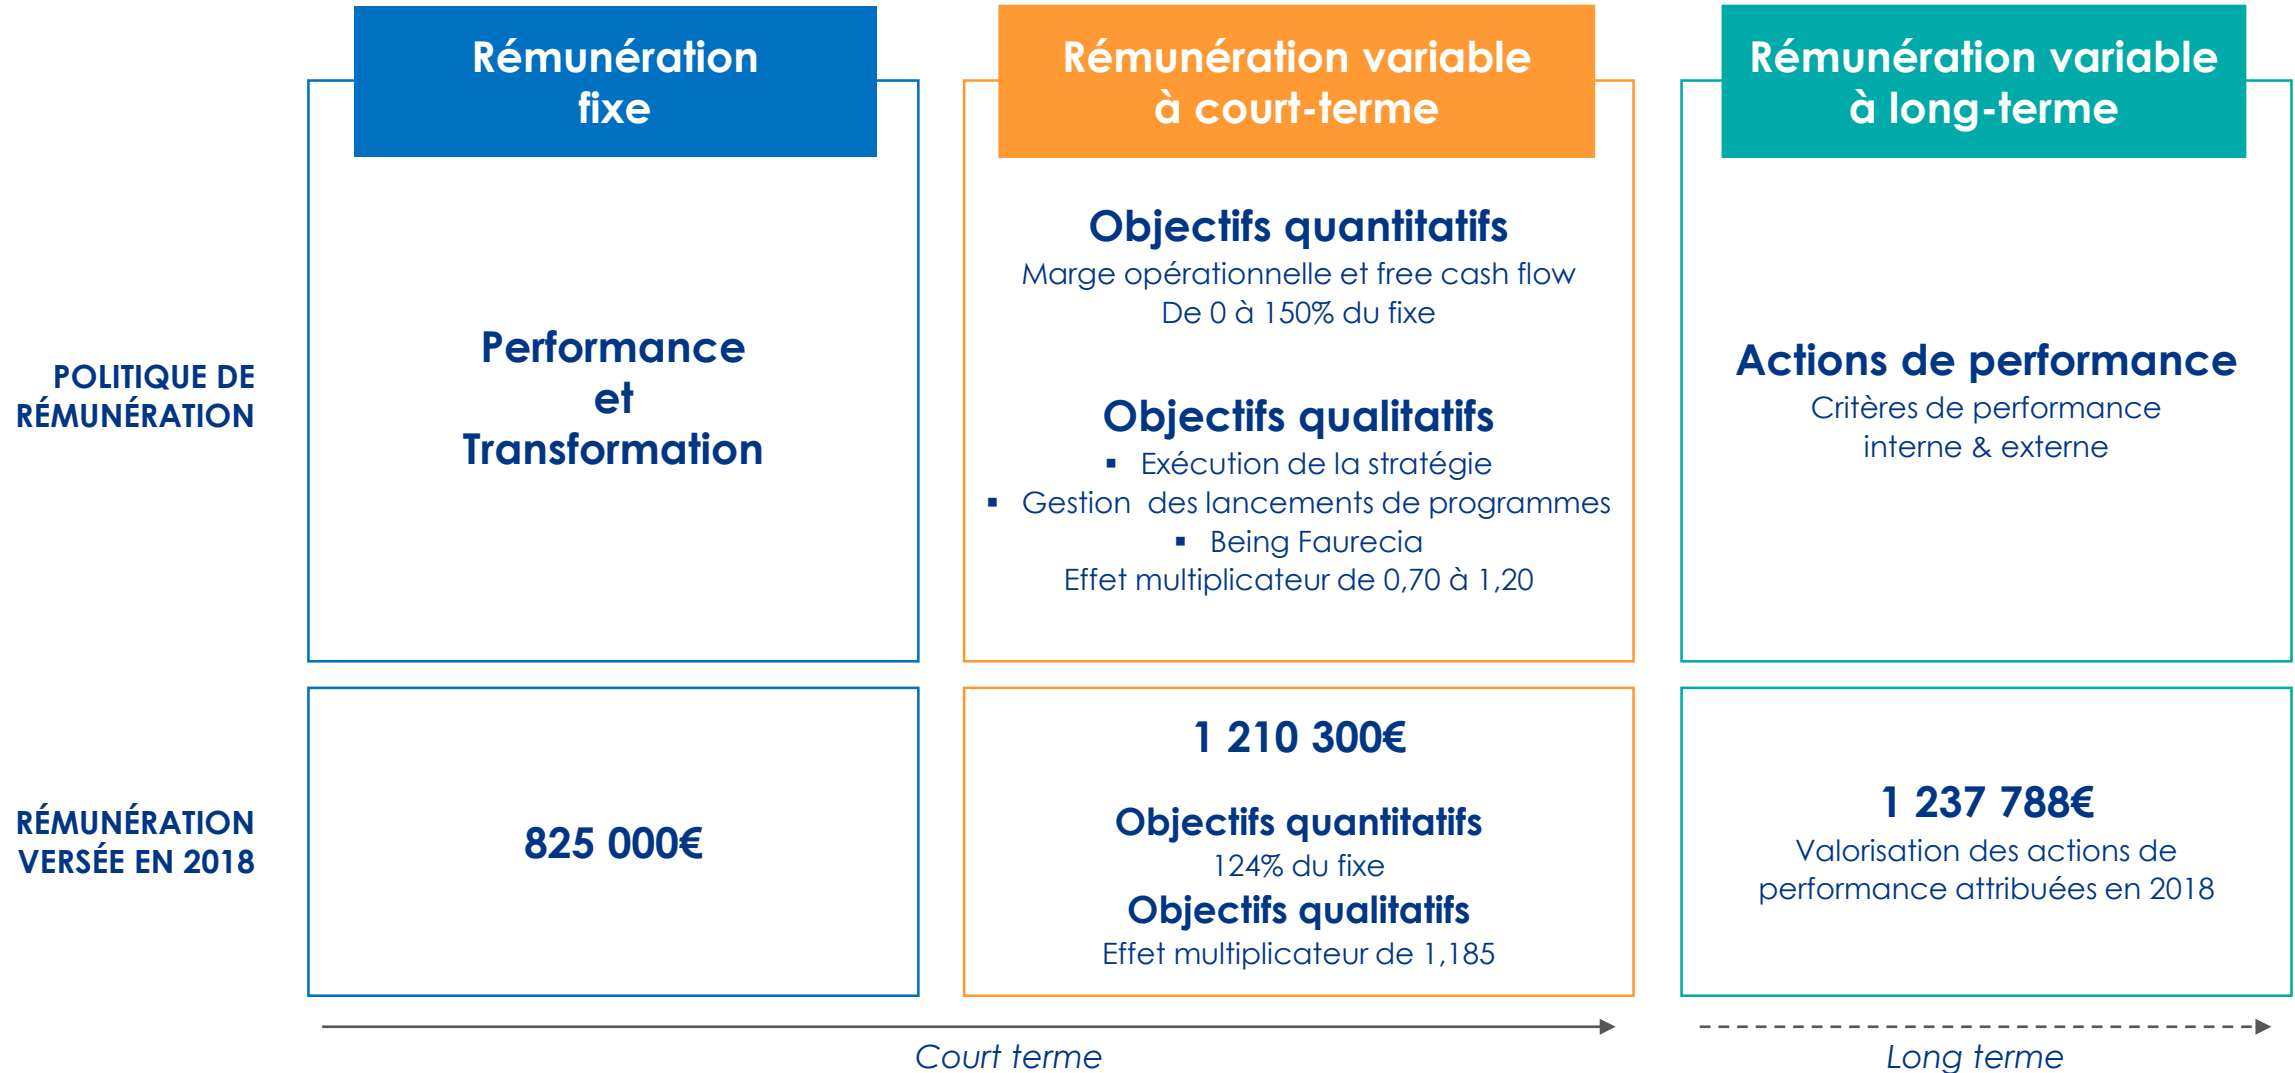 Rémunération
fixe
Rémunération variable
à court-terme
Rémunération variable
à long-terme
POLITIQUE DE
RÉMUNÉRATION
Performance
et
Transformation
Objectifs quantitatifs
Marge opérationnelle et free cash flow
De 0 à 150% du fixe
Objectifs qualitatifs
▪ Exécution de la stratégie
▪ Gestion des lancements de programmes
▪ Being Faurecia
Effet multiplicateur de 0,70 à 1,20
Actions de performance
Critères de performance
interne & externe
RÉMUNÉRATION
VERSÉE EN 2018
825 000€
1 210 300€
Objectifs quantitatifs
124% du fixe
Objectifs qualitatifs
Effet multiplicateur de 1,185
1 237 788€
Valorisation des actions de
performance attribuées en 2018
Court terme
Long terme